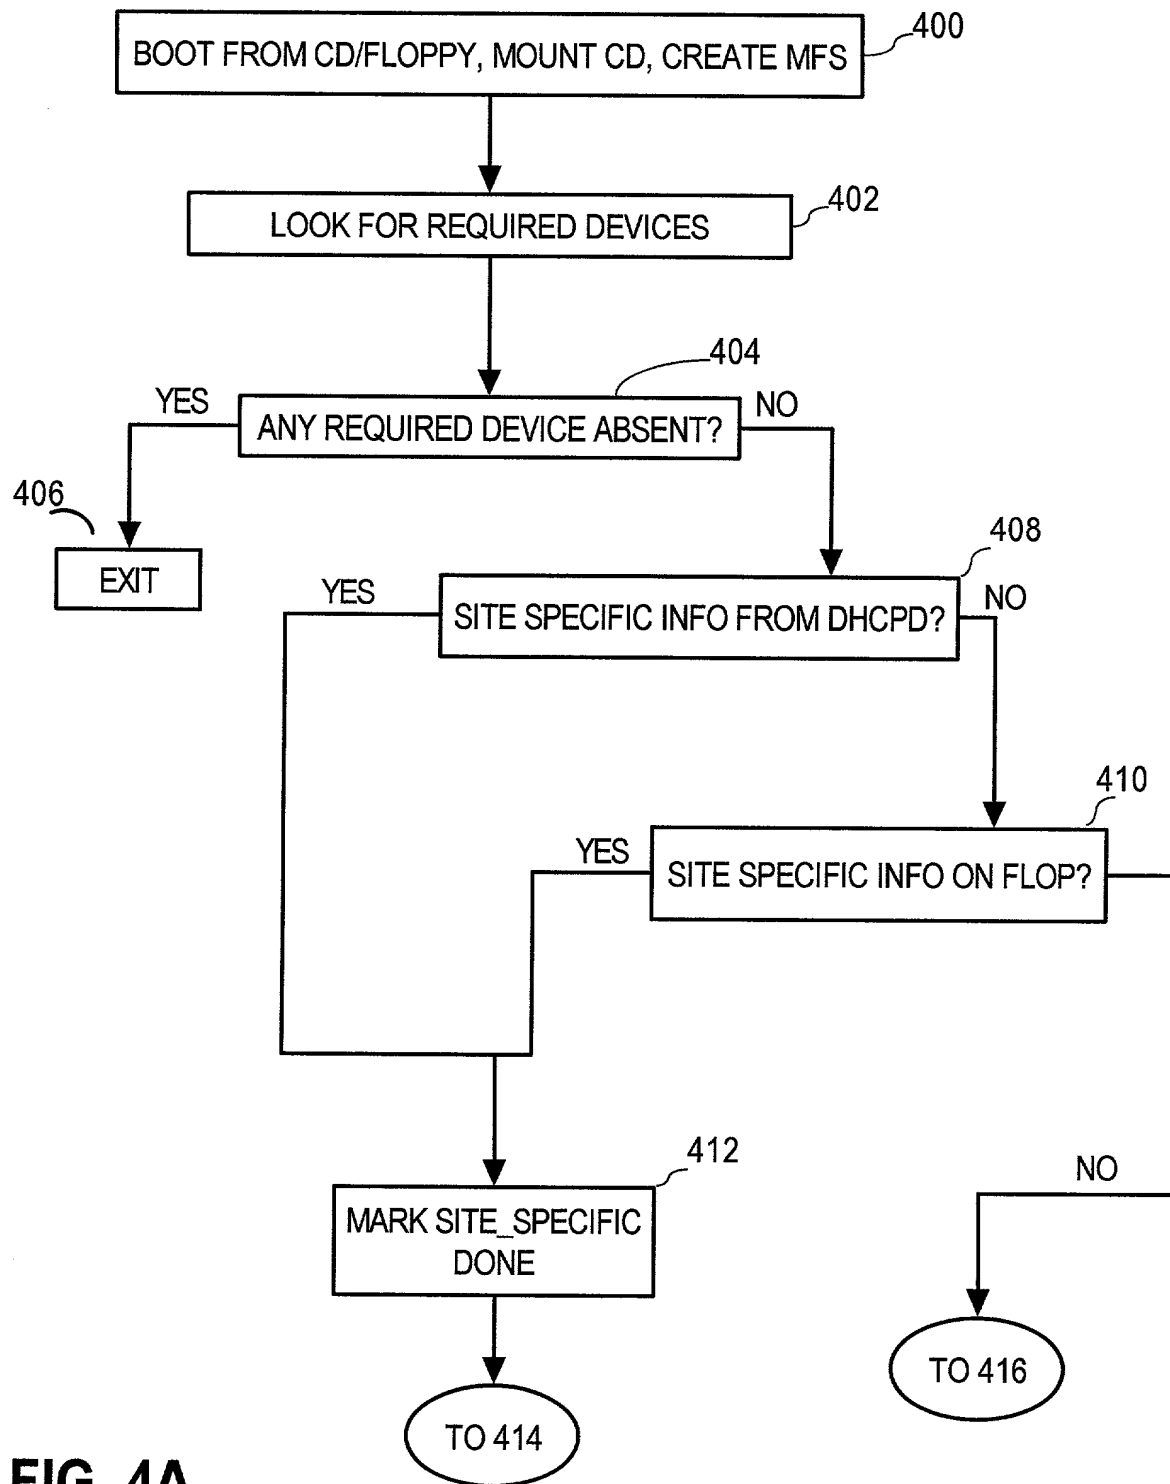 BOOT FROM CD/FLOPPY, MOUNT CD, CREATE MFS
400
LOOK FOR REQUIRED DEVICES
402
404
YES
ANY REQUIRED DEVICE ABSENT?
NO
406
EXIT
408
YES
SITE SPECIFIC INFO FROM DHCPD?
NO
410
YES
SITE SPECIFIC INFO ON FLOP?
412
NO
MARK SITE_SPECIFIC
DONE
TO 416
TO 414
FIG. 4A